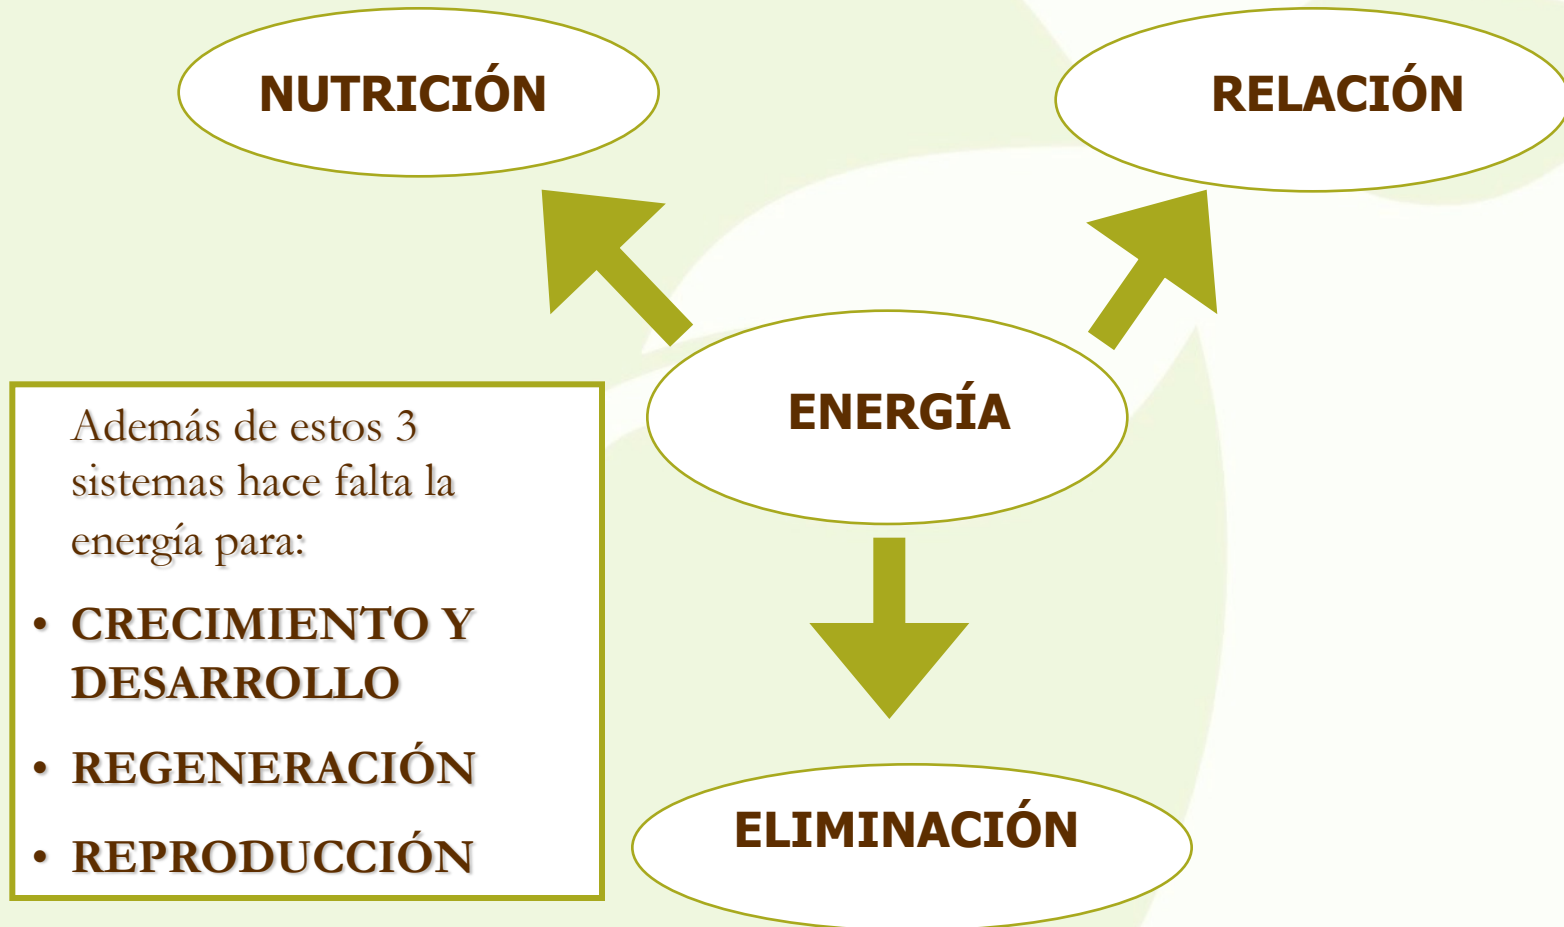 NUTRICIÓN
RELACIÓN
ENERGÍA
Además de estos 3
sistemas hace falta la
energía para:
• CRECIMIENTO Y
DESARROLLO
• REGENERACIÓN
• REPRODUCCIÓN
ELIMINACIÓN